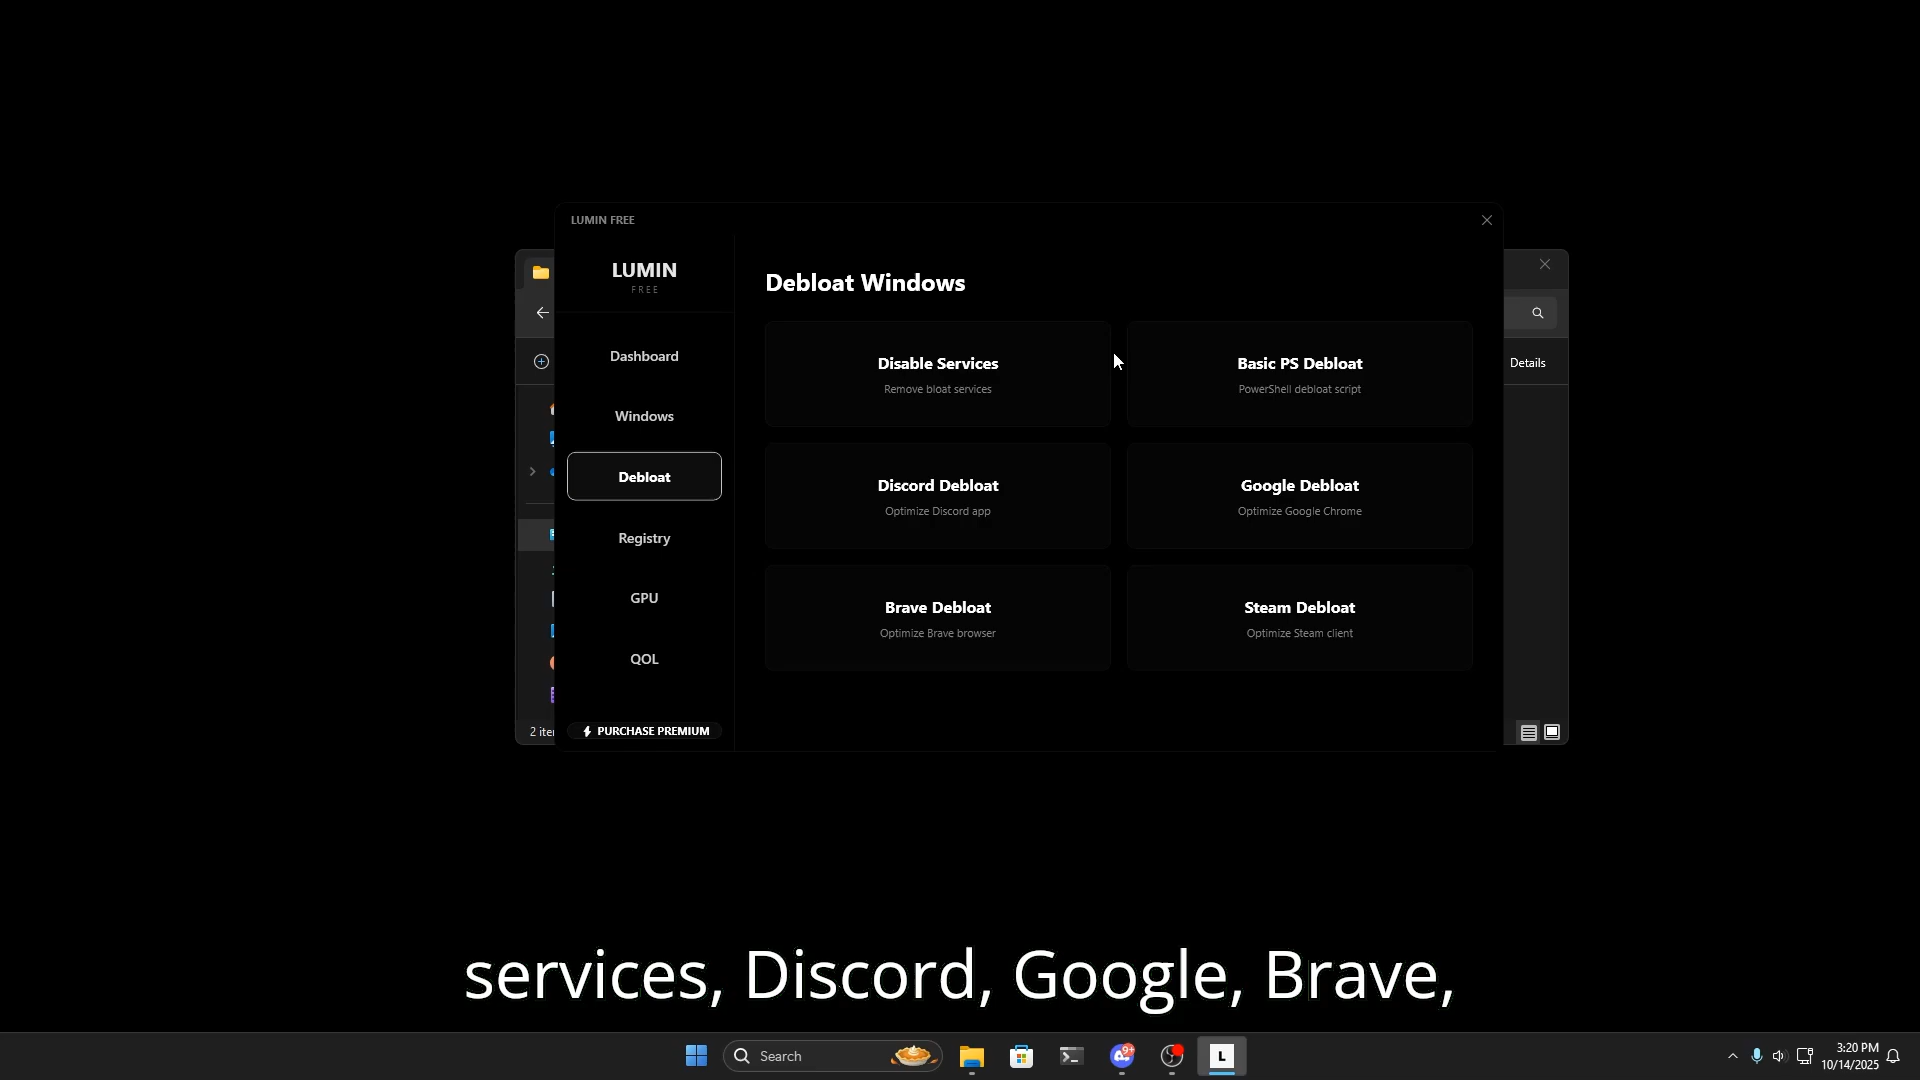 LUMIN FREE
LUMIN
FREE
Dashboard
Windows
Debloat
Registry
GPU
QOL
PURCHASE PREMIUM
Debloat Windows
Disable Services
Remove bloat services
Basic PS Debloat
PowerShell debloat script
Discord Debloat
Optimize Discord app
Google Debloat
Optimize Google Chrome
Brave Debloat
Optimize Brave browser
Steam Debloat
Optimize Steam client
Details
2 iter
services, Discord, Google, Brave,
Search
9+
L
3:20 PM
10/14/2025